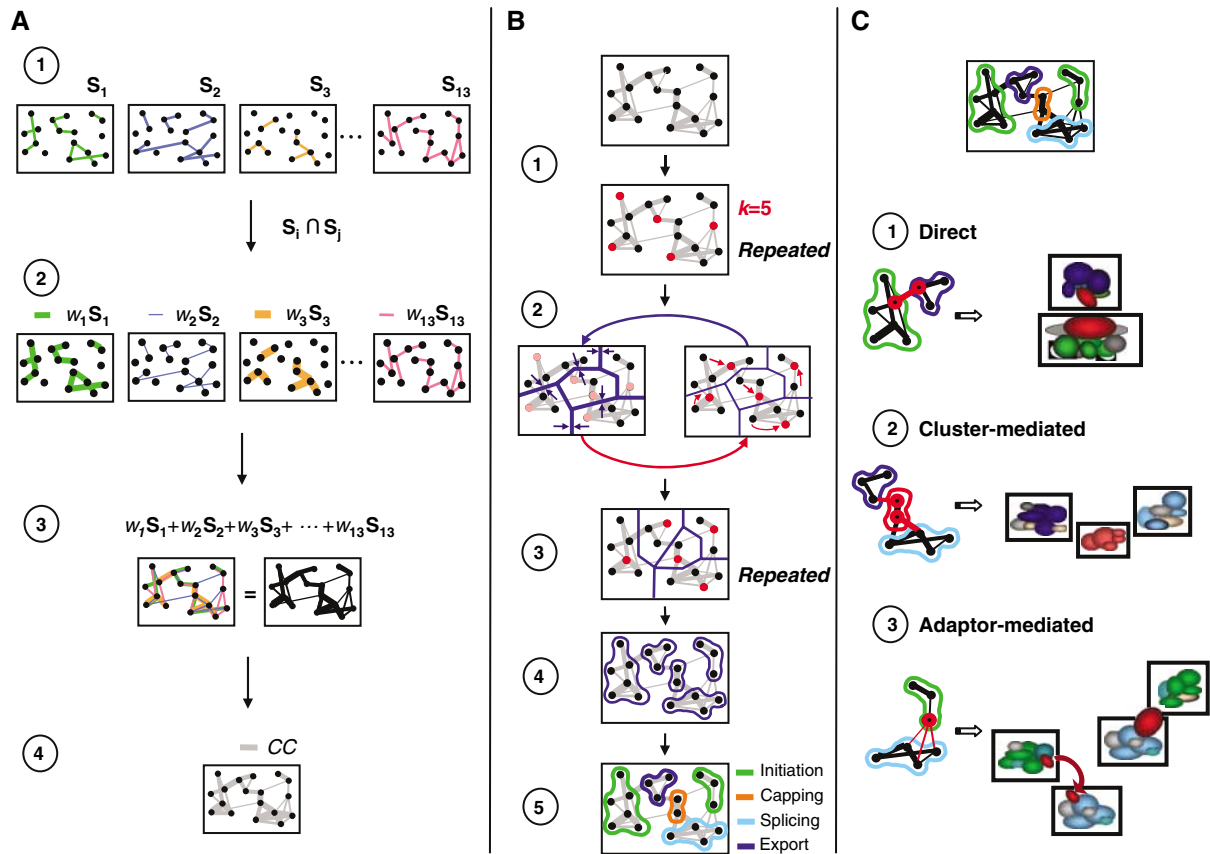 A
1
S1 S2 S3 S13
...
Si ∩ Sj
2
w1S1 w2S2 w3S3 w13S13
...
3
w1S1+w2S2+w3S3+ ··· +w13S13
=
4
CC
B
1
k=5
Repeated
2
3
Repeated
4
5
Initiation
Capping
Splicing
Export
C
1 Direct
2 Cluster-mediated
3 Adaptor-mediated